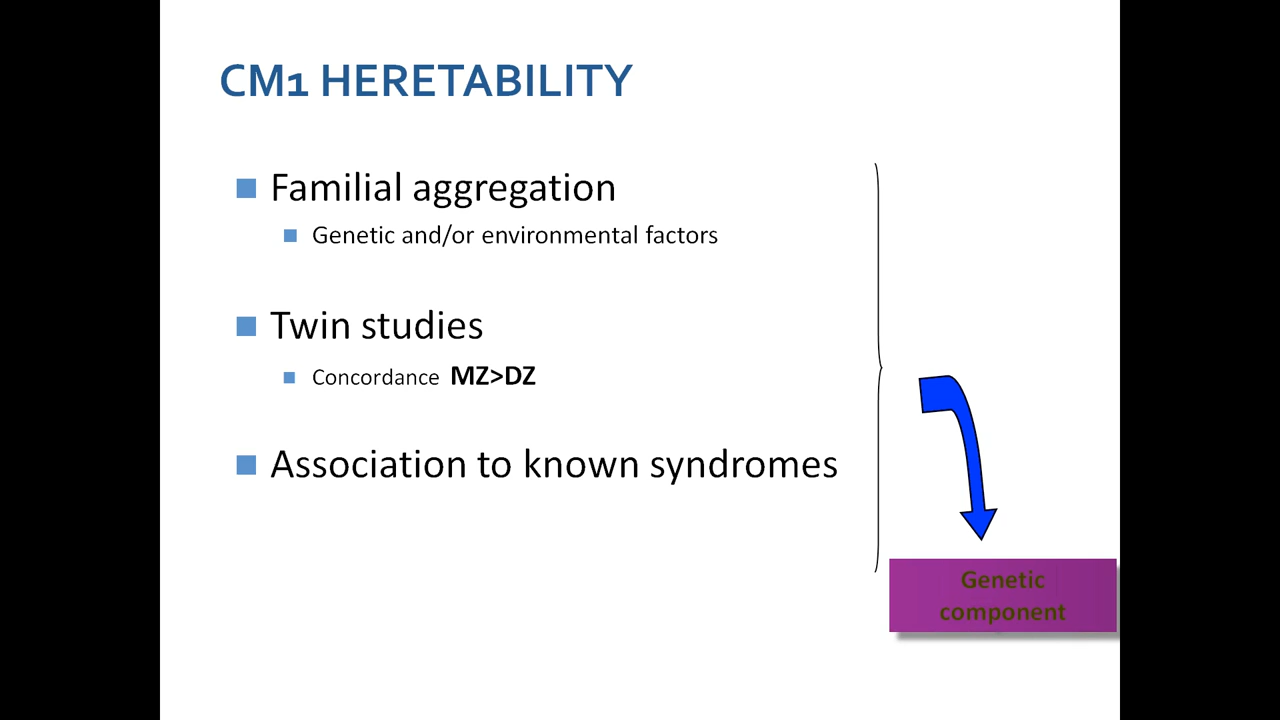 CM1 HERETABILITY
Familial aggregation
Genetic and/or environmental factors
Twin studies
Concordance MZ>DZ
Association to known syndromes
Genetic
component